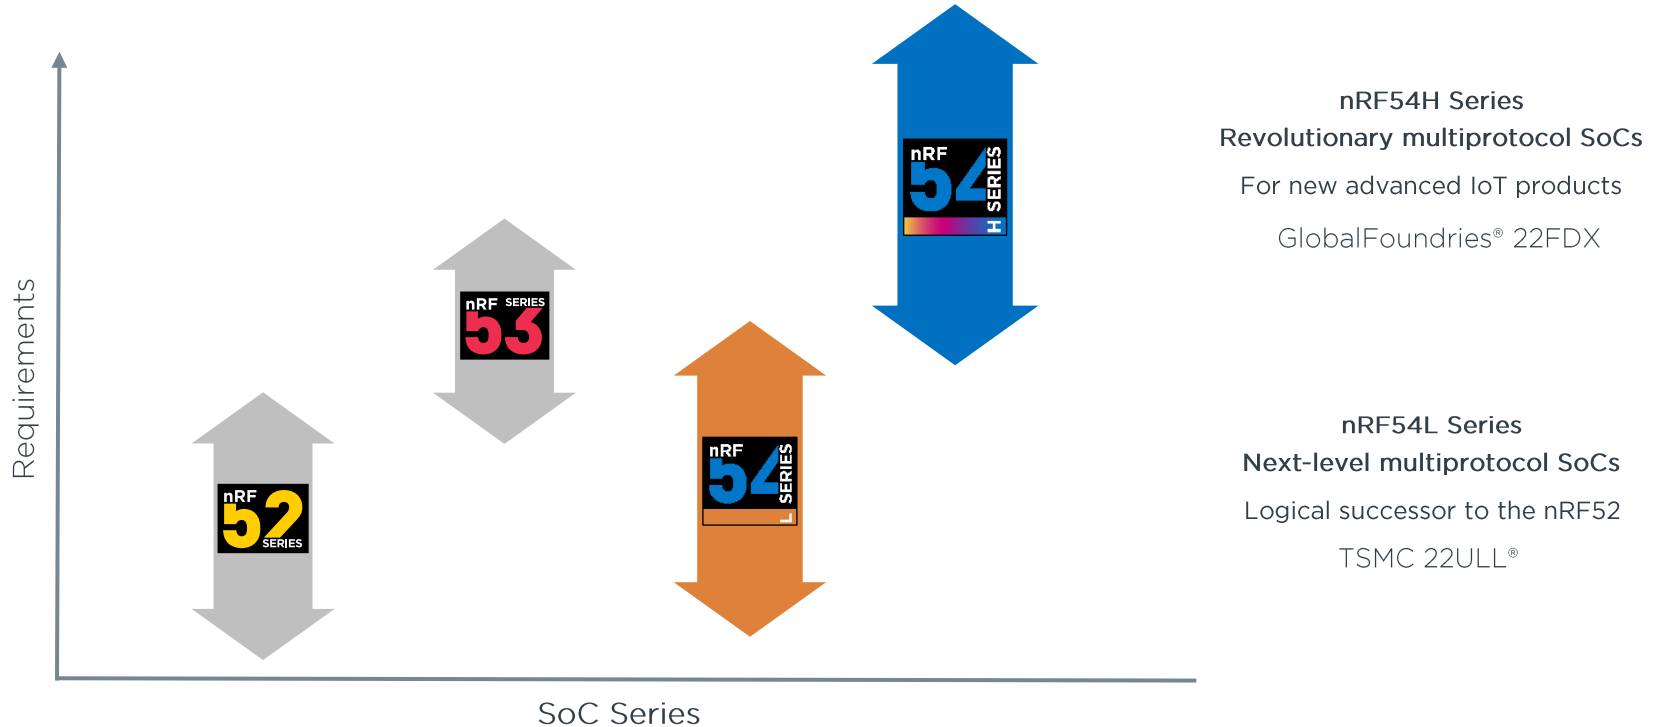 Requirements
nRF
52
SERIES
nRF SERIES
53
nRF
54
SERIES
L
nRF
54
SERIES
H
nRF54H Series
Revolutionary multiprotocol SoCs
For new advanced IoT products
GlobalFoundries® 22FDX
nRF54L Series
Next-level multiprotocol SoCs
Logical successor to the nRF52
TSMC 22ULL®
SoC Series